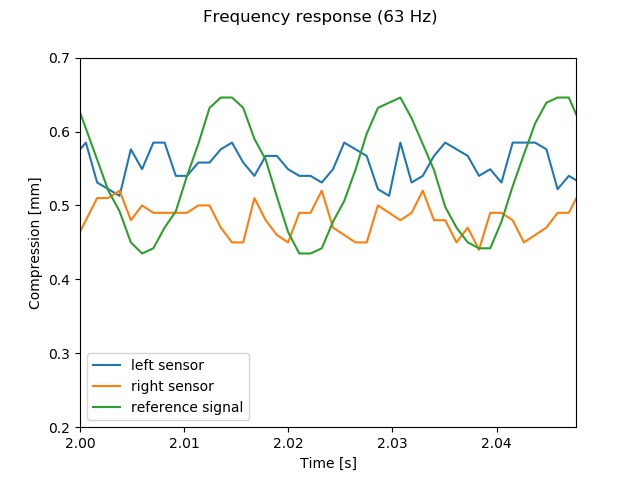 Frequency response (63 Hz)
0.7
0.6
0.5
0.4
0.3
0.2
Compression [mm]
left sensor
right sensor
reference signal
2.00 2.01 2.02 2.03 2.04
Time [s]